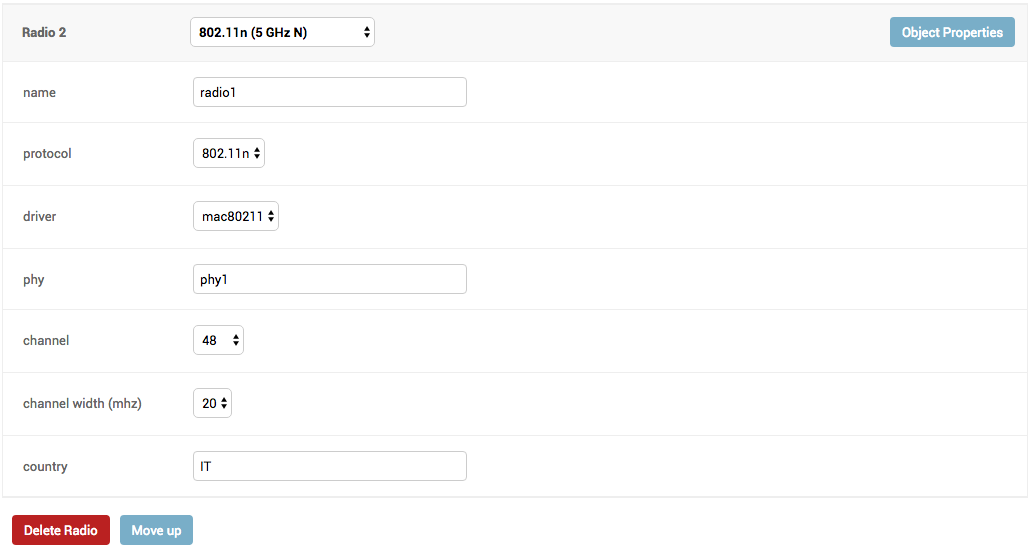 Radio 2 802.11n (5 GHz N) Object Properties
name radio1
protocol 802.11n
driver mac80211
phy phy1
channel 48
channel width (mhz) 20
country IT
Delete Radio Move up